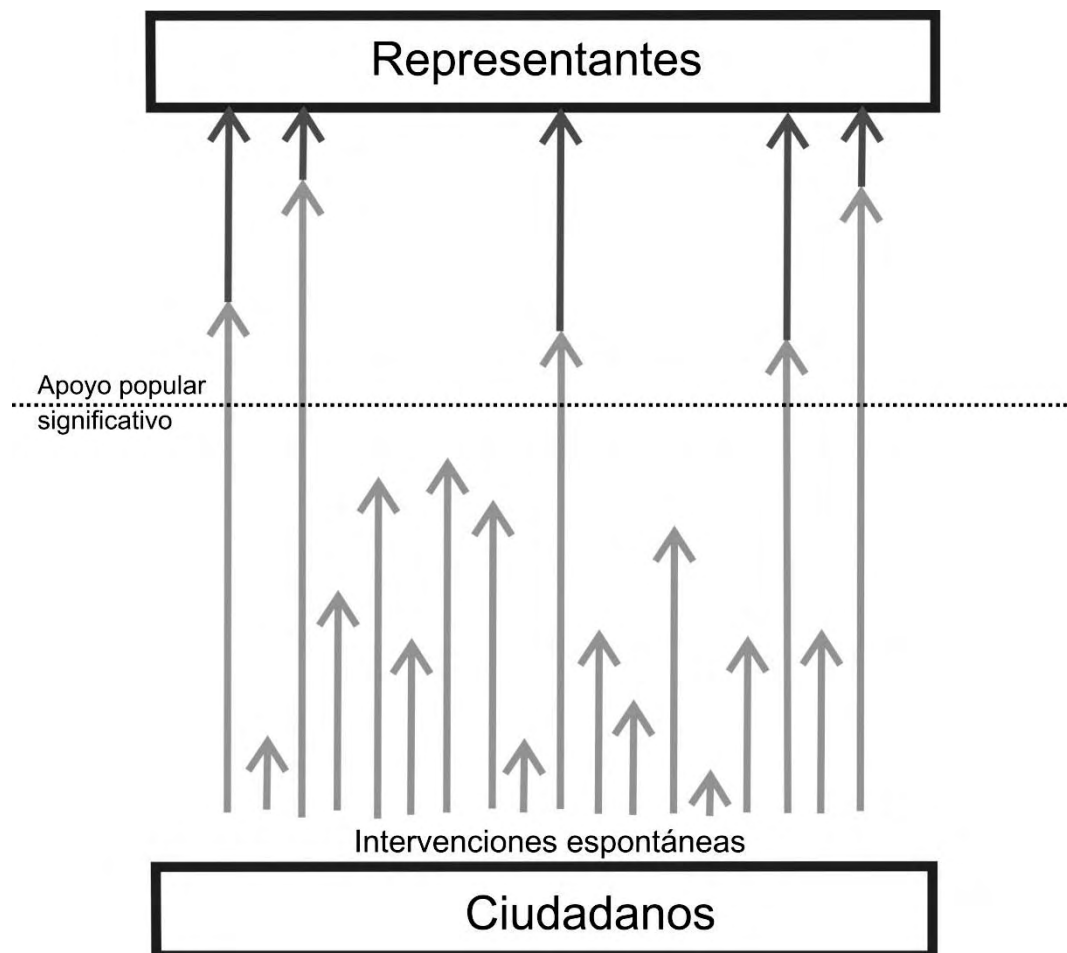 Representantes
Apoyo popular
significativo
Intervenciones espontáneas
Ciudadanos